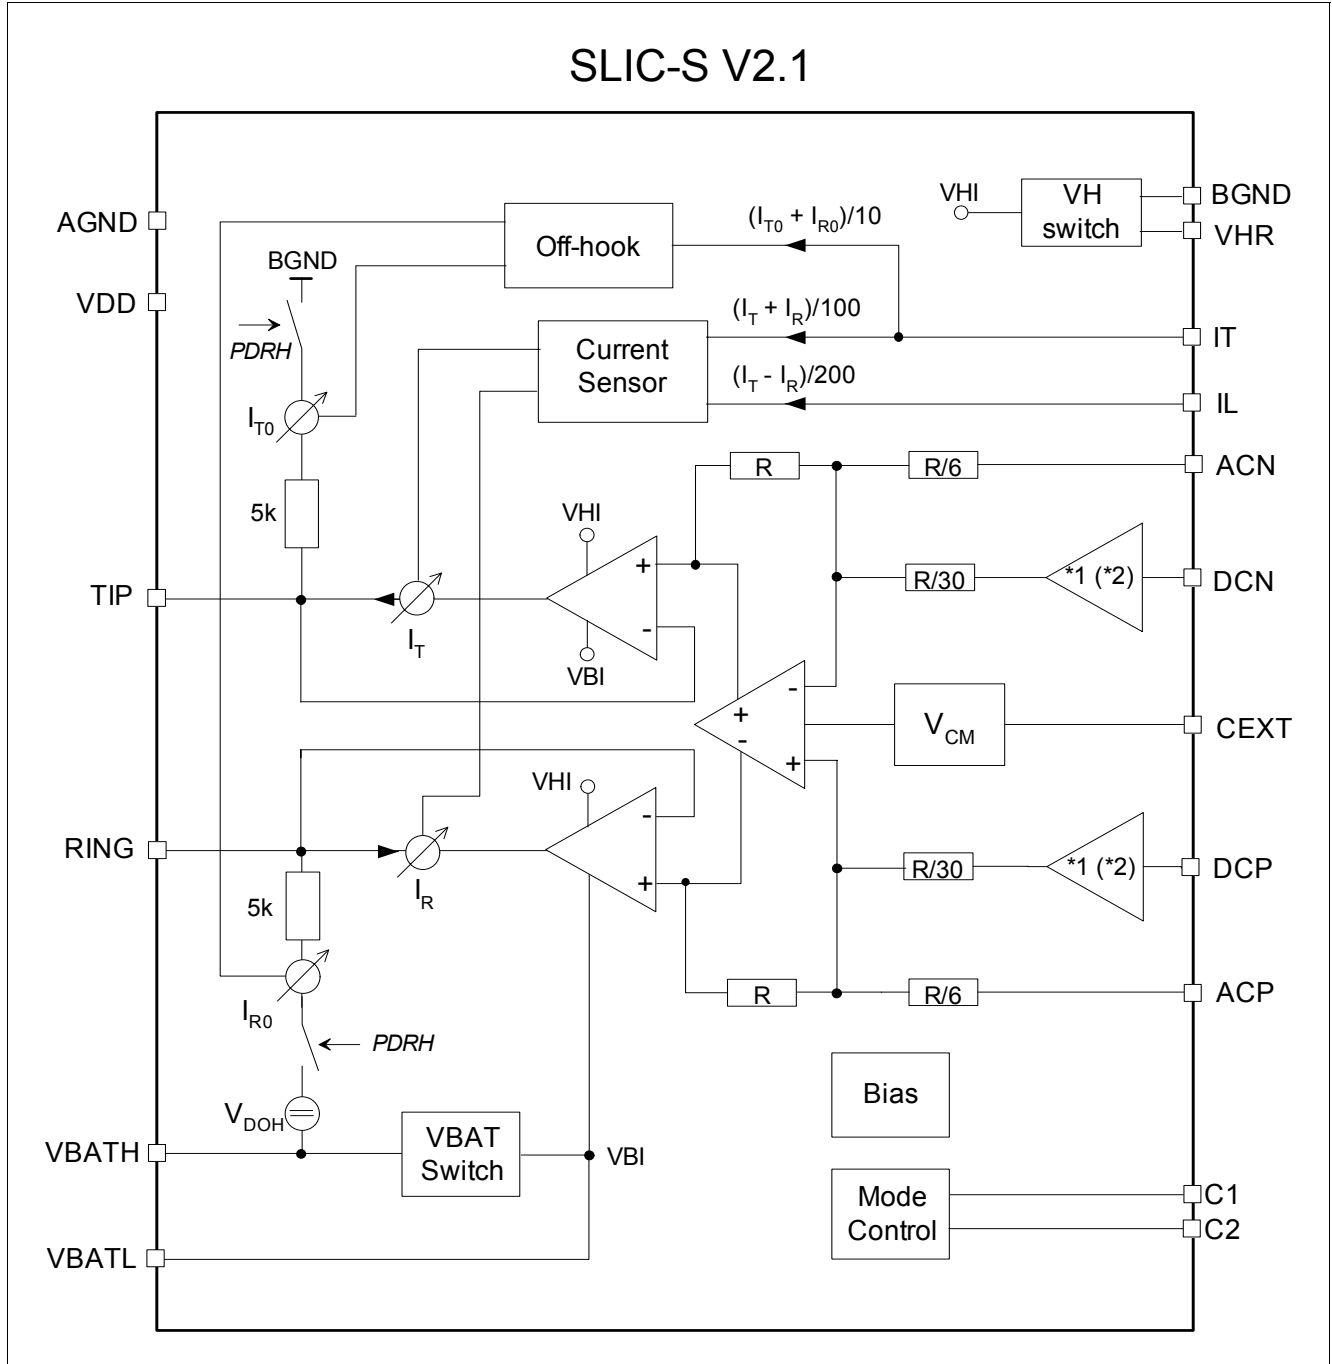 SLIC-S V2.1
AGND
VDD
TIP
RING
VBATH
VBATL
BGND
VHR
IT
IL
ACN
DCN
CEXT
DCP
ACP
C1
C2
VHI
VH
switch
Off-hook
(IT0 + IR0)/10
BGND
PDRH
IT0
5k
Current
Sensor
(IT + IR)/100
(IT - IR)/200
R
R/6
VHI
+
-
VBI
IT
R/30
*1 (*2)
-
+
-
+
VCM
VHI
-
+
IR
5k
IR0
PDRH
VDOH
R/30
*1 (*2)
R
R/6
VBAT
Switch
VBI
Bias
Mode
Control